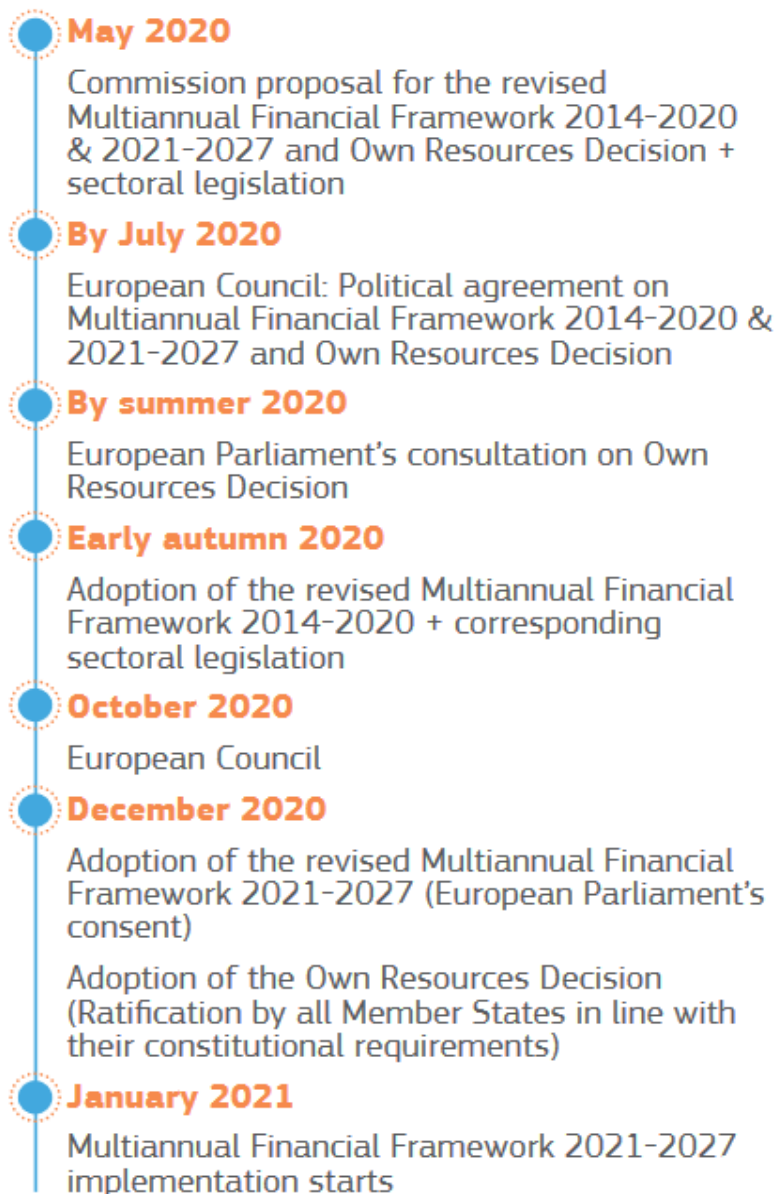 May 2020
Commission proposal for the revised
Multiannual Financial Framework 2014-2020
& 2021-2027 and Own Resources Decision +
sectoral legislation
By July 2020
European Council: Political agreement on
Multiannual Financial Framework 2014-2020 &
2021-2027 and Own Resources Decision
By summer 2020
European Parliament's consultation on Own
Resources Decision
Early autumn 2020
Adoption of the revised Multiannual Financial
Framework 2014-2020 + corresponding
sectoral legislation
October 2020
European Council
December 2020
Adoption of the revised Multiannual Financial
Framework 2021-2027 (European Parliament's
consent)
Adoption of the Own Resources Decision
(Ratification by all Member States in line with
their constitutional requirements)
January 2021
Multiannual Financial Framework 2021-2027
implementation starts